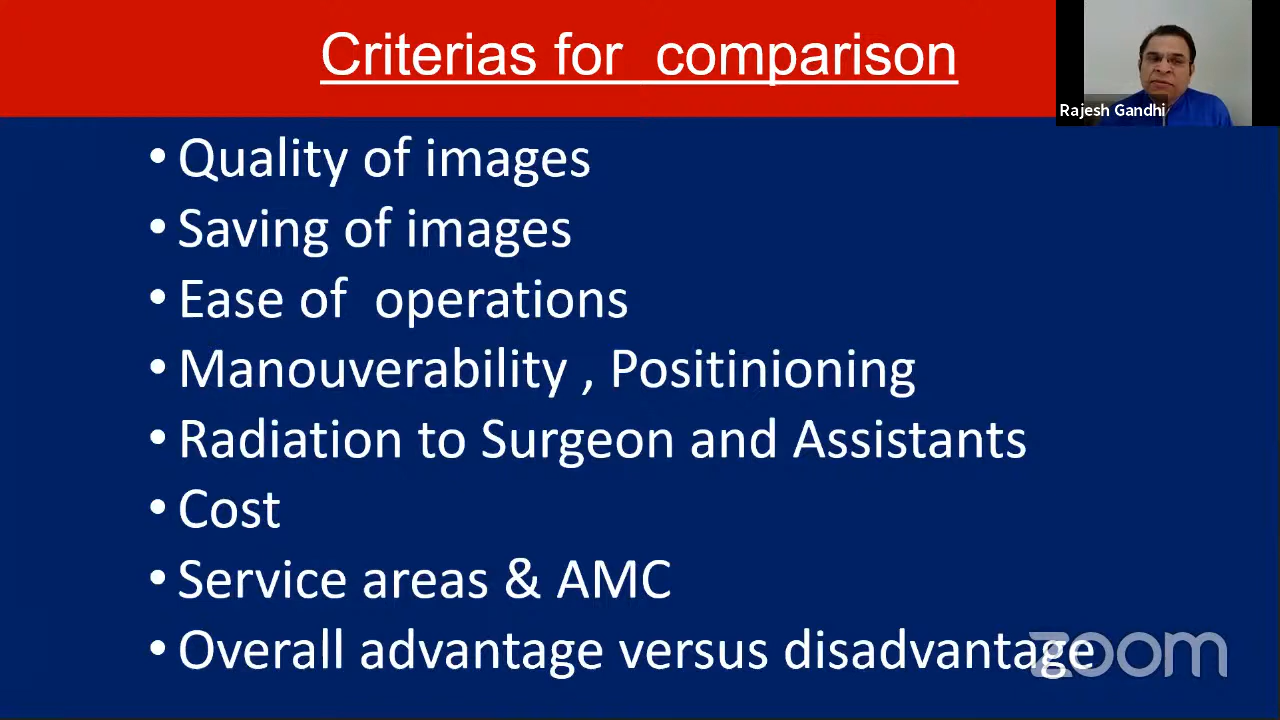 Criterias for comparison
Rajesh Gandhi
• Quality of images
• Saving of images
• Ease of operations
• Manouverability , Positinioning
• Radiation to Surgeon and Assistants
• Cost
• Service areas & AMC
• Overall advantage versus disadvantage
zoom